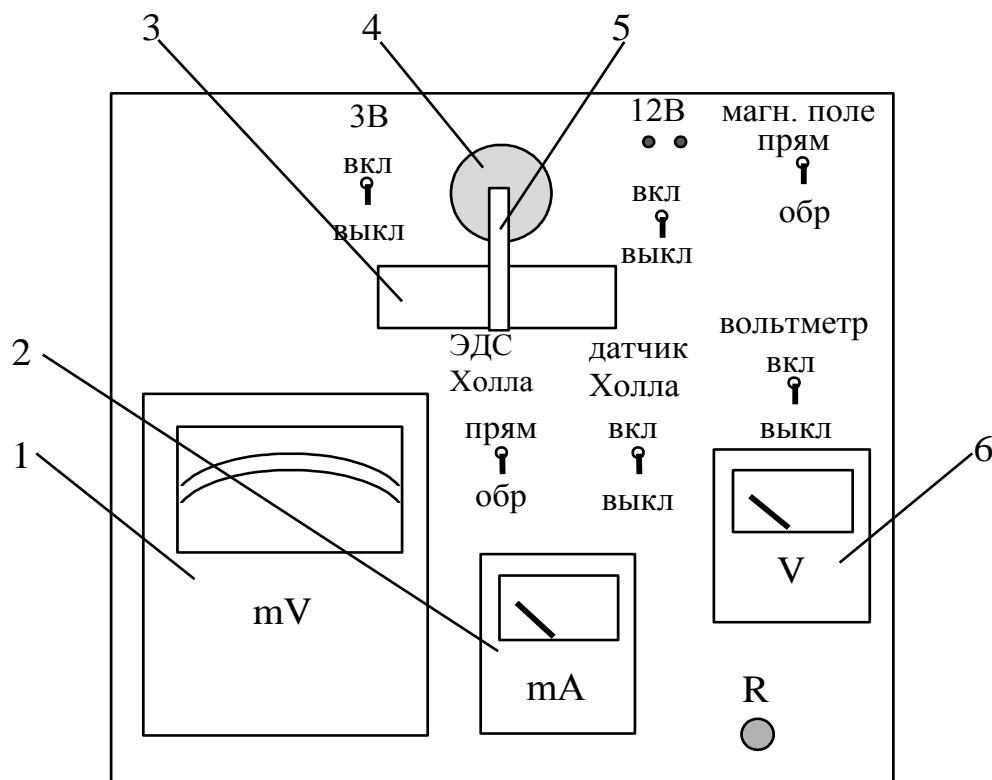 3
4
5
3В
12В
магн. поле
прям
вкл
вкл
обр
выкл
выкл
2
ЭДС
Холла
датчик
Холла
вольтметр
вкл
1
прям
вкл
выкл
6
обр
выкл
V
mV
mA
R